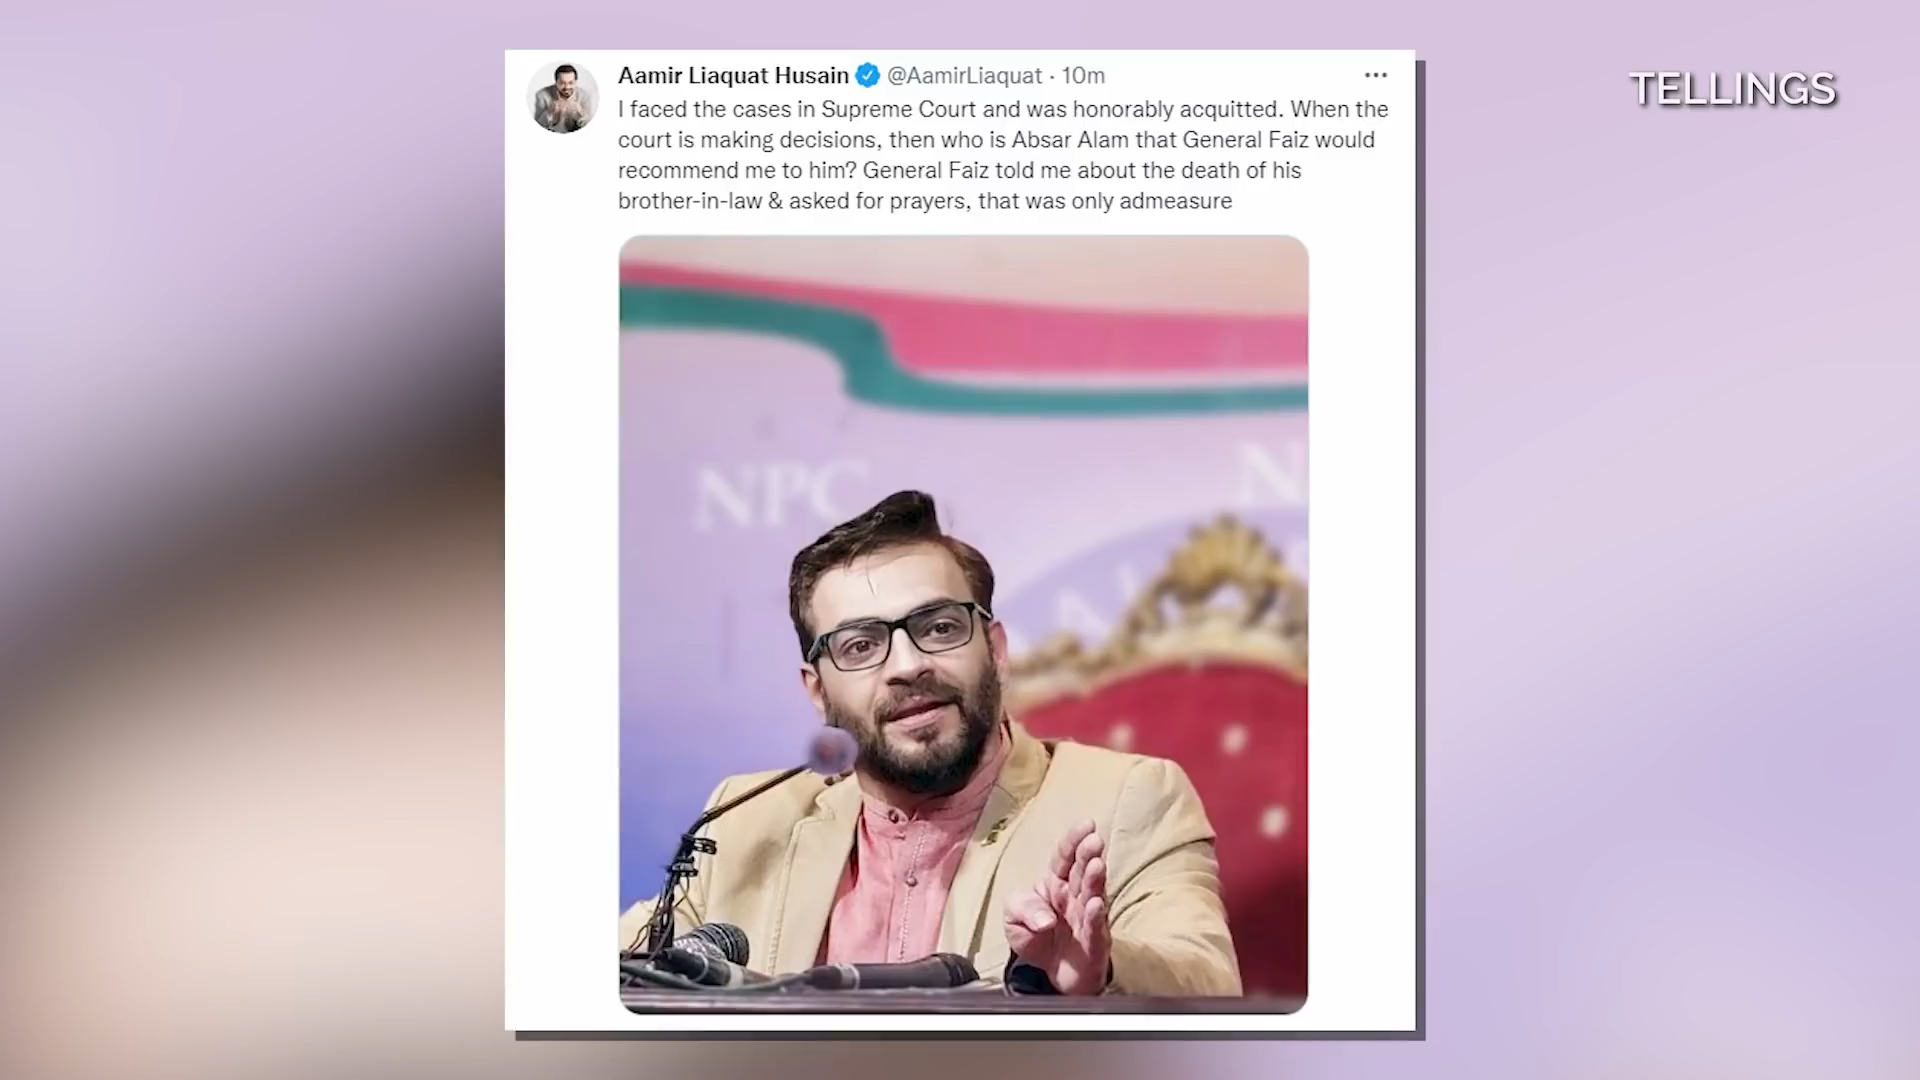 TELLINGS
Aamir Liaquat Husain @AamirLiaquat · 10m
I faced the cases in Supreme Court and was honorably acquitted. When the
court is making decisions, then who is Absar Alam that General Faiz would
recommend me to him? General Faiz told me about the death of his
brother-in-law & asked for prayers, that was only admeasure
NPC